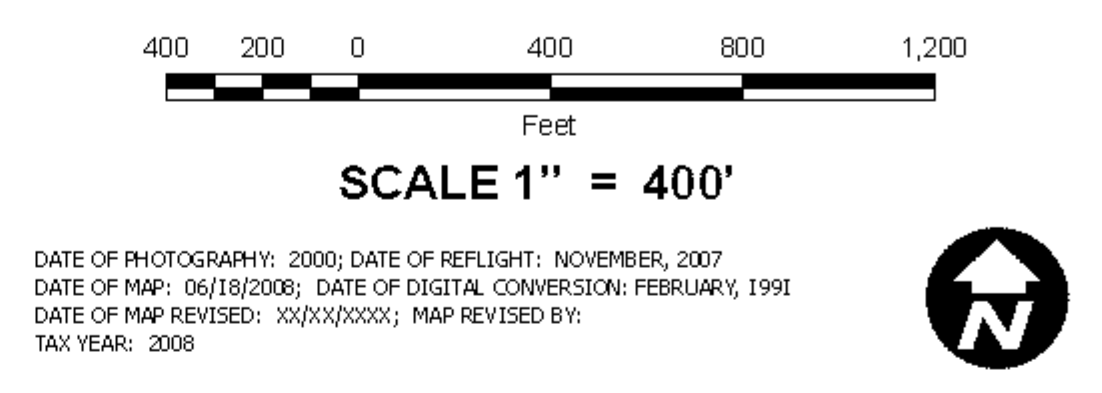 400 200 0 400 800 1,200
Feet
SCALE 1” = 400’
DATE OF PHOTOGRAPHY: 2000; DATE OF REFLIGHT: NOVEMBER, 2007
DATE OF MAP: 06/I8/2008; DATE OF DIGITAL CONVERSION: FEBRUARY, I99I
DATE OF MAP REVISED: XX/XX/XXXX; MAP REVISED BY:
TAX YEAR: 2008
N